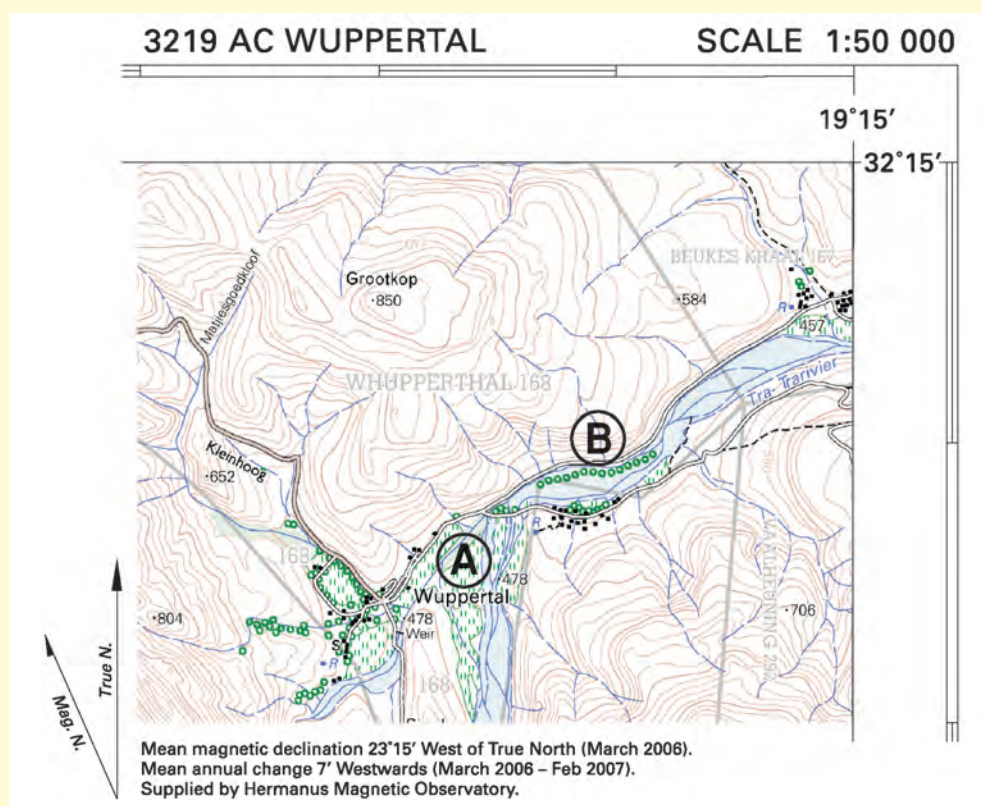 3219 AC WUPPERTAL
SCALE 1:50 000
19°15′
32°15′
Matjiesgoedkloof
Grootkop
·850
BEUKES KRAAL 167
·584
R
457
WHUPPERTHAL 168
Tra-Trarivier
B
Kleinhoog
·652
R
168
A
·478
Wuppertal
·706
·804
·478
Weir
S
R
168
True N.
Mag. N.
Mean magnetic declination 23°15′ West of True North (March 2006).
Mean annual change 7′ Westwards (March 2006 – Feb 2007).
Supplied by Hermanus Magnetic Observatory.